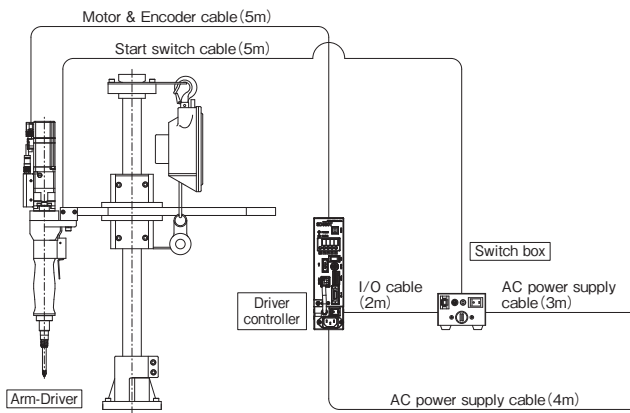 Motor & Encoder cable(5m)
Start switch cable(5m)
Switch box
I/O cable
(2m)
AC power supply
cable(3m)
Driver
controller
Arm-Driver
AC power supply cable(4m)